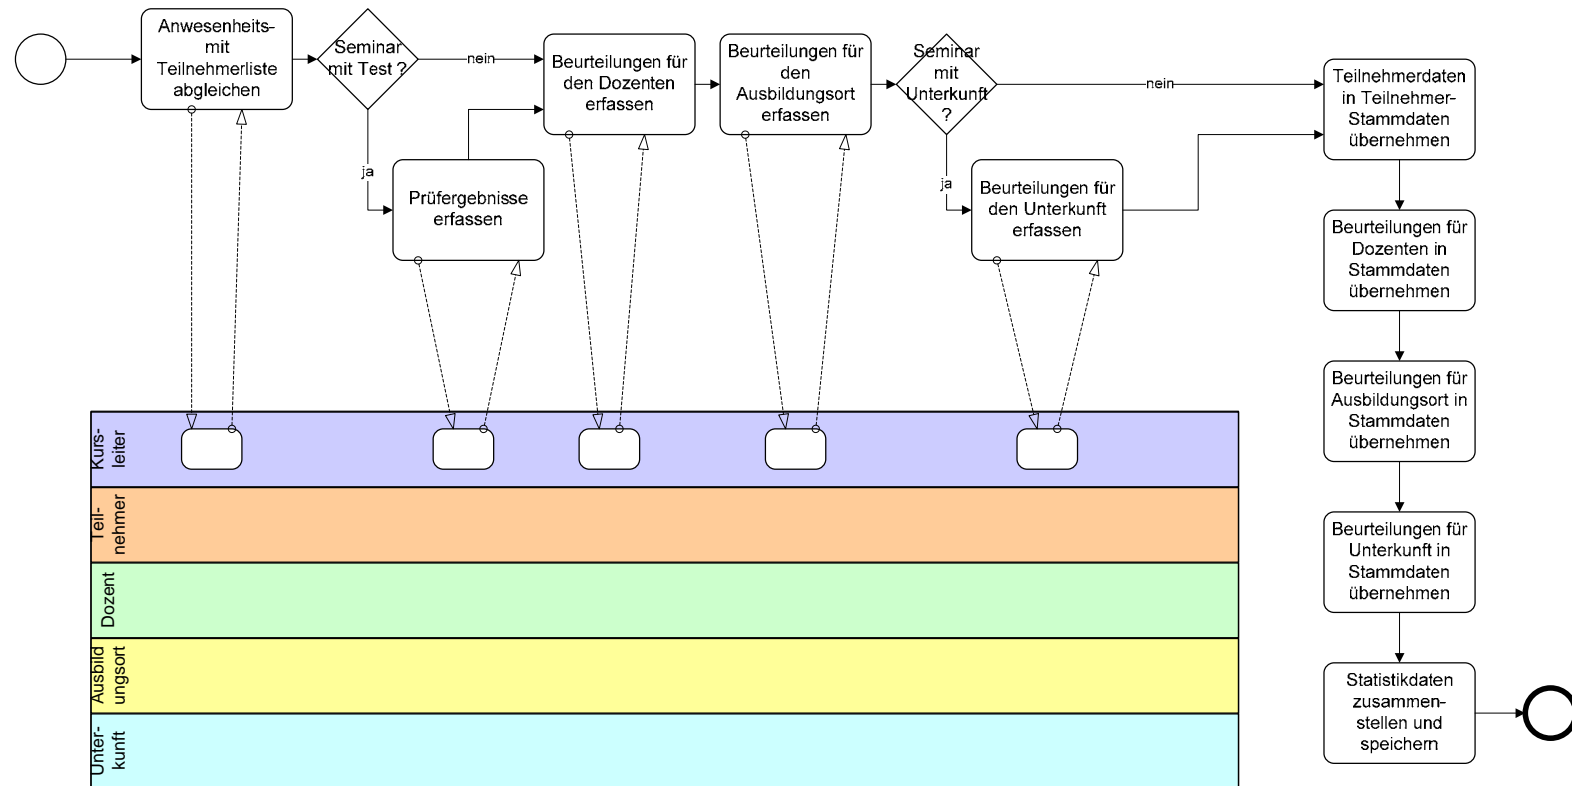 Anwesenheits-
mit
Teilnehmerliste
abgleichen
Seminar
mit Test ?
nein
ja
Prüfergebnisse
erfassen
Beurteilungen für
den Dozenten
erfassen
Beurteilungen für
den
Ausbildungsort
erfassen
Seminar
mit
Unterkunft
?
nein
ja
Beurteilungen für
den Unterkunft
erfassen
Teilnehmerdaten
in Teilnehmer-
Stammdaten
übernehmen
Beurteilungen für
Dozenten in
Stammdaten
übernehmen
Beurteilungen für
Ausbildungsort in
Stammdaten
übernehmen
Beurteilungen für
Unterkunft in
Stammdaten
übernehmen
Statistikdaten
zusammen-
stellen und
speichern
Kurs-
leiter
Teil-
nehmer
Dozent
Ausbild
ungsort
Unter-
kunft